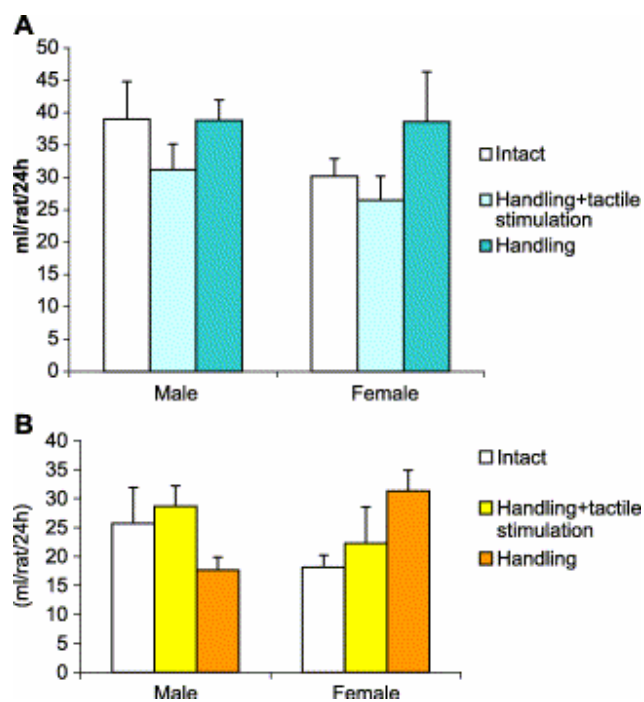 A
50
45
40
35
30
25
20
15
10
5
0
ml/rat/24h
Male
Female
Intact
Handling+tactile
stimulation
Handling
B
40
35
30
25
20
15
10
5
0
(ml/rat/24h)
Male
Female
Intact
Handling+tactile
stimulation
Handling